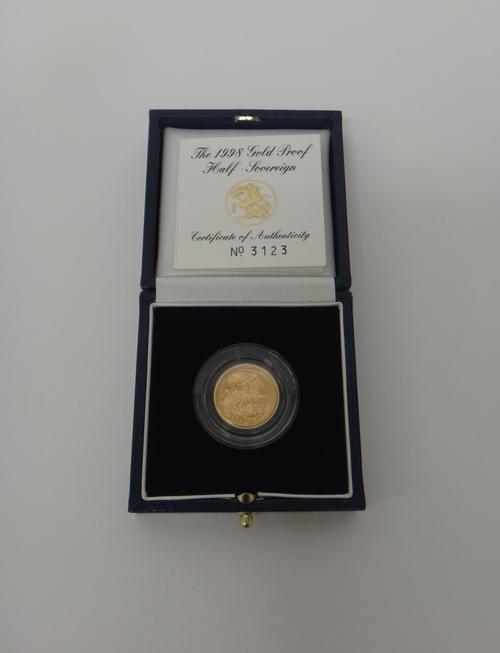 The 1998 Gold Proof
Half-Sovereign
Certificate of Authenticity
Nº 3123